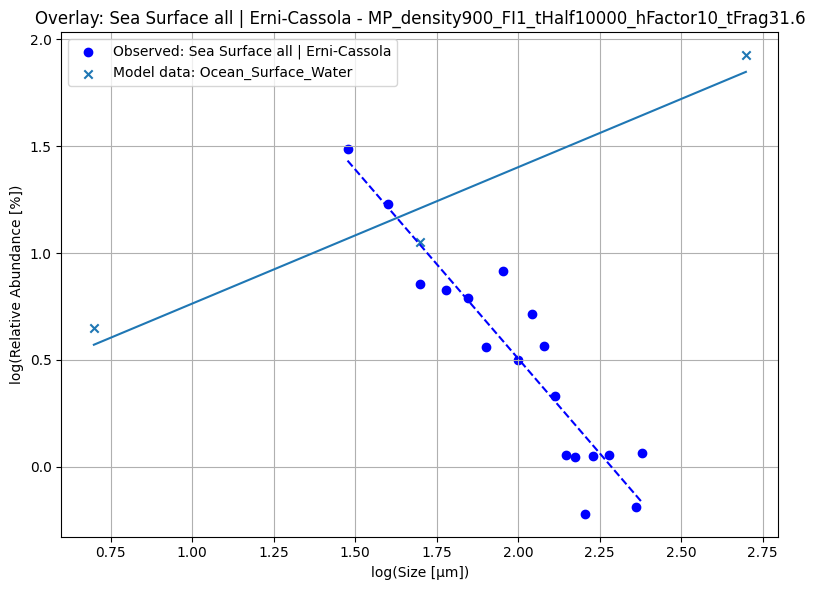 Overlay: Sea Surface all | Erni-Cassola - MP_density900_FI1_tHalf10000_hFactor10_tFrag31.6
Observed: Sea Surface all | Erni-Cassola
Model data: Ocean_Surface_Water
log(Relative Abundance [%])
2.0
1.5
1.0
0.5
0.0
0.75
1.00
1.25
1.50
1.75
2.00
2.25
2.50
2.75
log(Size [µm])